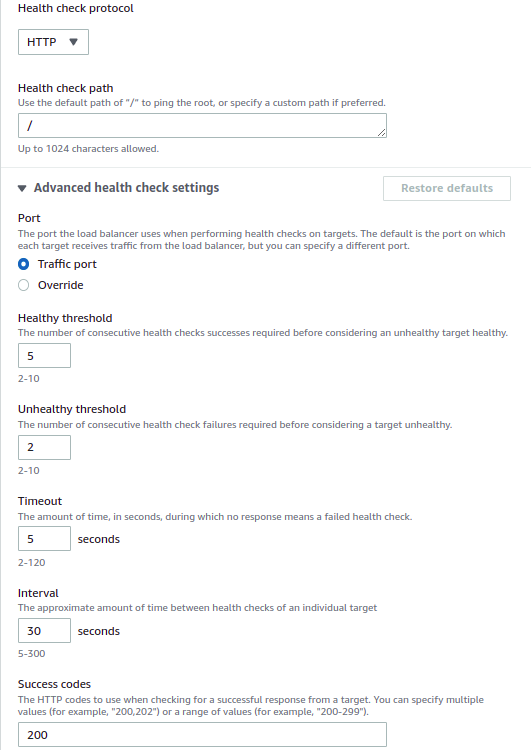 Health check protocol
HTTP
Health check path
Use the default path of "/" to ping the root, or specify a custom path if preferred.
/
Up to 1024 characters allowed.
Advanced health check settings
Restore defaults
Port
The port the load balancer uses when performing health checks on targets. The default is the port on which
each target receives traffic from the load balancer, but you can specify a different port.
Traffic port
Override
Healthy threshold
The number of consecutive health checks successes required before considering an unhealthy target healthy.
5
2-10
Unhealthy threshold
The number of consecutive health check failures required before considering a target unhealthy.
2
2-10
Timeout
The amount of time, in seconds, during which no response means a failed health check.
5 seconds
2-120
Interval
The approximate amount of time between health checks of an individual target
30 seconds
5-300
Success codes
The HTTP codes to use when checking for a successful response from a target. You can specify multiple
values (for example, "200,202") or a range of values (for example, "200-299").
200